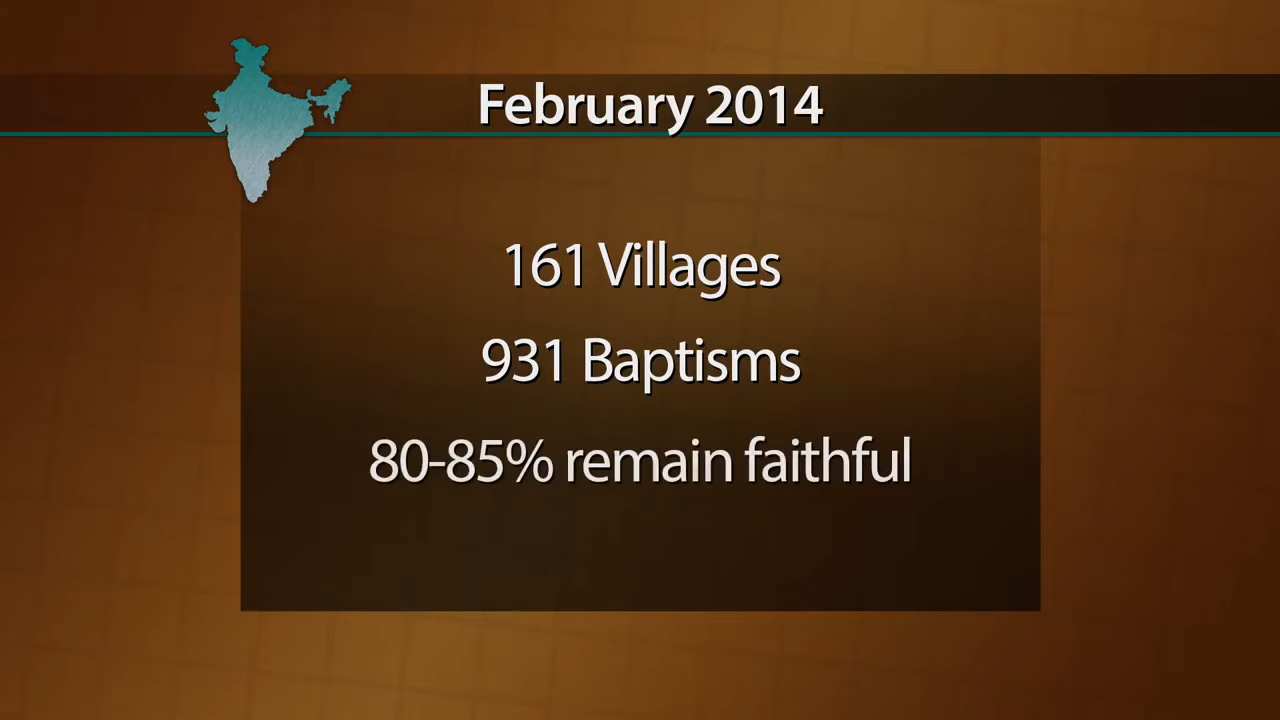 February 2014
161 Villages
931 Baptisms
80-85% remain faithful